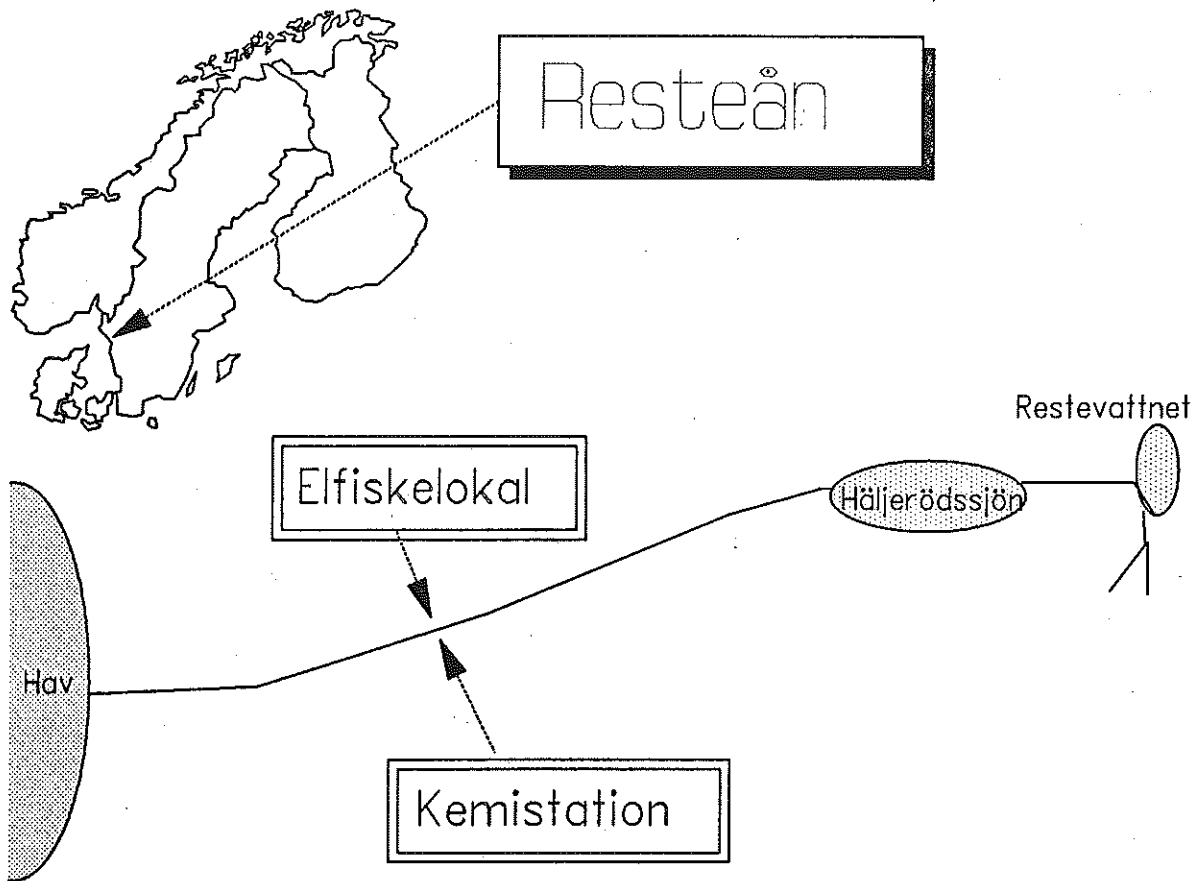 Resteån
Restevattnet
Elfiskelokal
Häljerödssjön
Hav
Kemistation